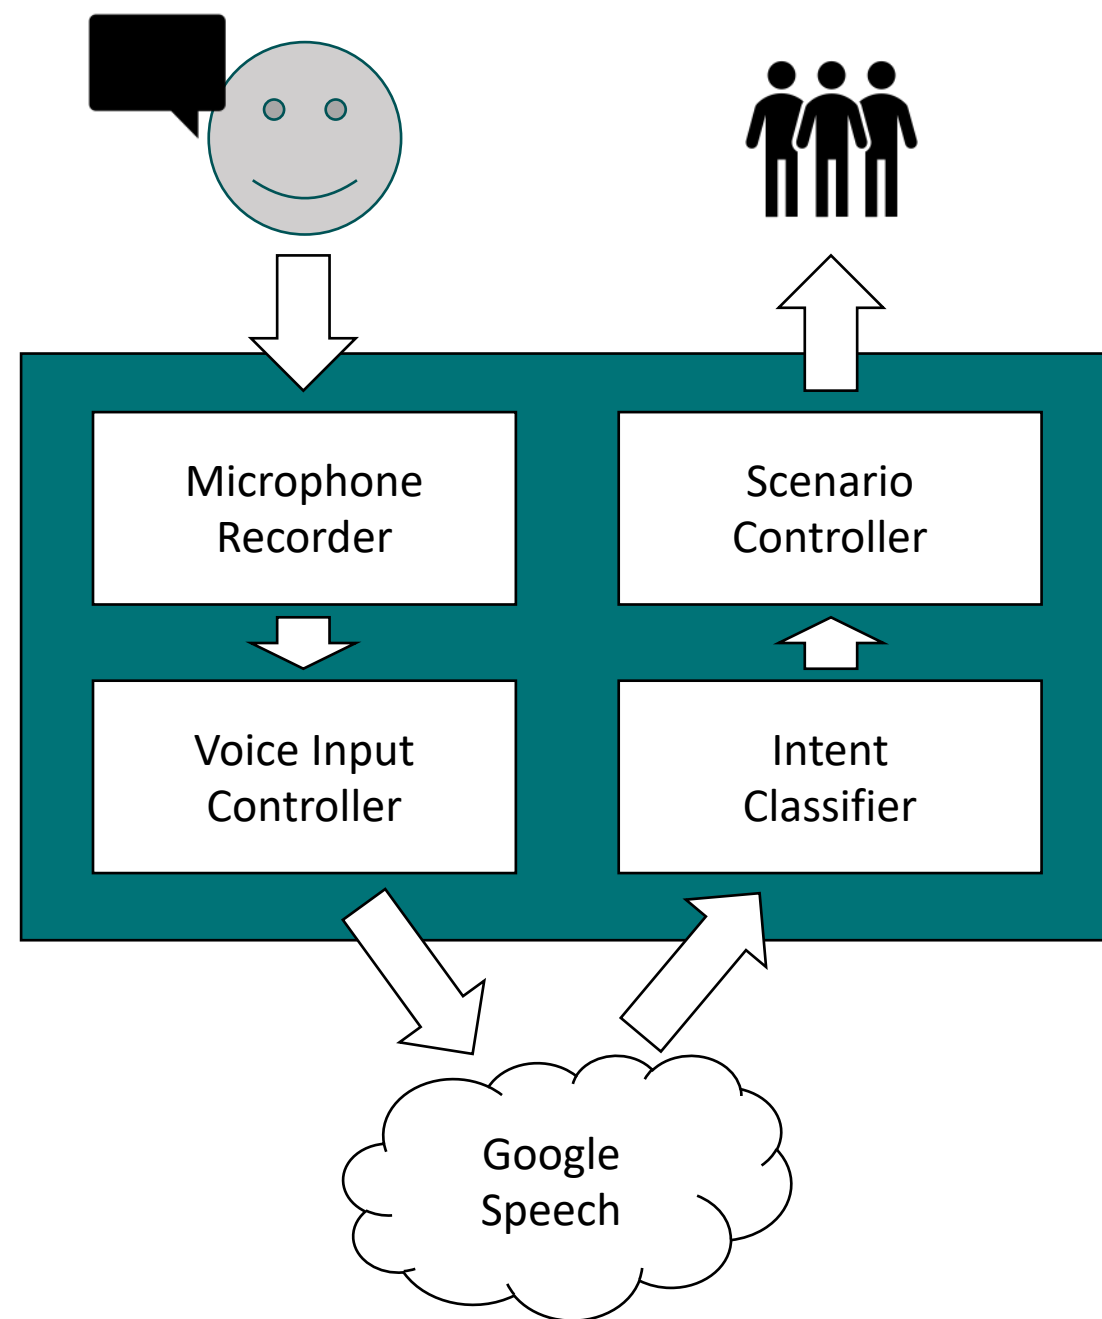 Microphone
Recorder
Scenario
Controller
Voice Input
Controller
Intent
Classifier
Google
Speech